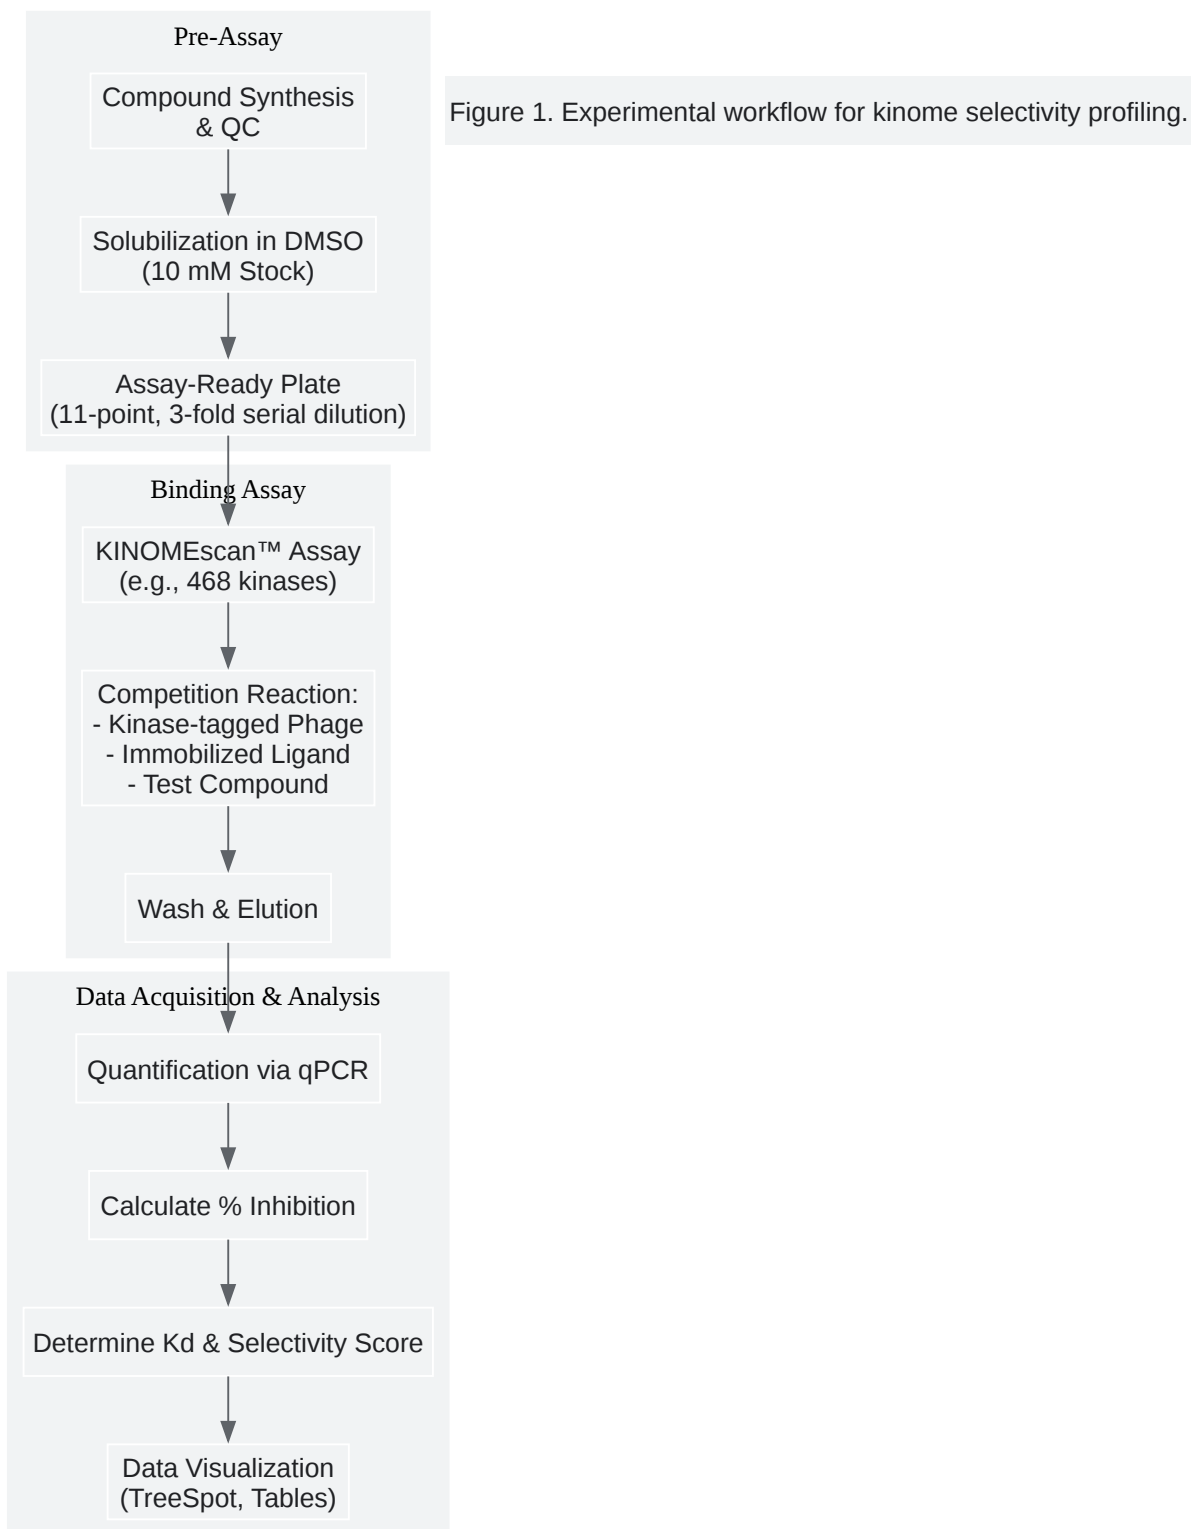 Pre-Assay
Compound Synthesis
& QC
Figure 1. Experimental workflow for kinome selectivity profiling.
Solubilization in DMSO
(10 mM Stock)
Assay-Ready Plate
(11-point, 3-fold serial dilution)
Binding Assay
KINOMEscan™ Assay
(e.g., 468 kinases)
Competition Reaction:
- Kinase-tagged Phage
- Immobilized Ligand
- Test Compound
Wash & Elution
Data Acquisition & Analysis
Quantification via qPCR
Calculate % Inhibition
Determine Kd & Selectivity Score
Data Visualization
(TreeSpot, Tables)